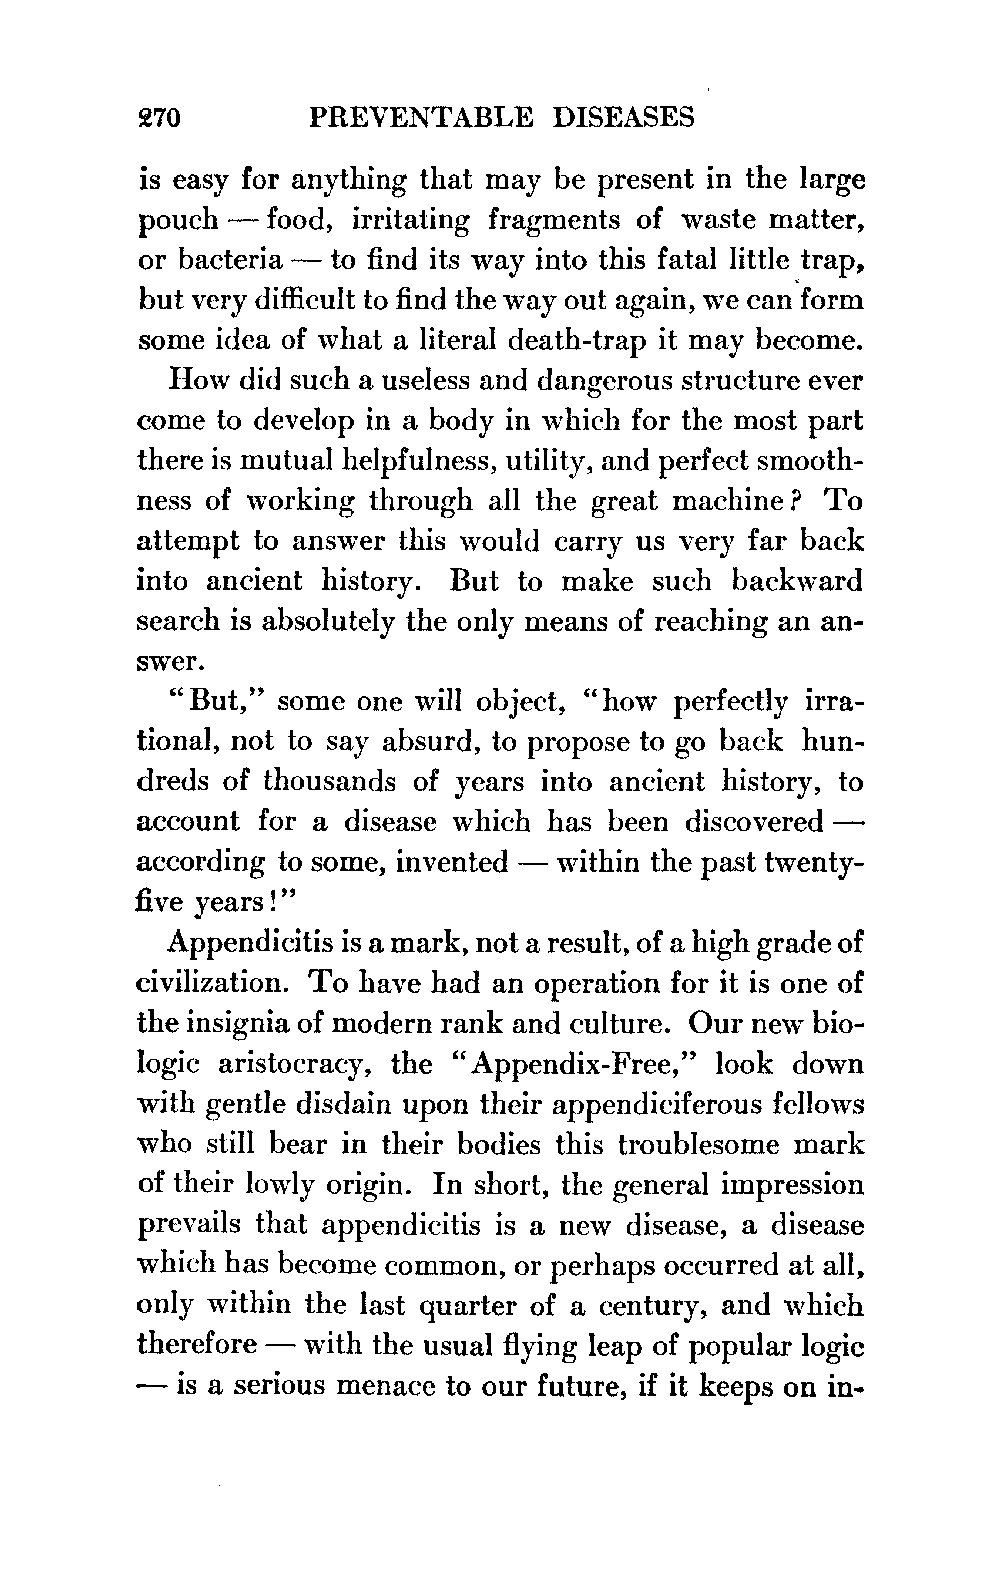 270 PREVENTABLE DISEASES
is easy for anything that may be present in the large
pouch — food, irritating fragments of waste matter,
or bacteria — to find its way into this fatal little trap,
but very difficult to find the way out again, we can form
some idea of what a literal death-trap it may become.
How did such a useless and dangerous structure ever
come to develop in a body in which for the most part
there is mutual helpfulness, utility, and perfect smooth-
ness of working through all the great machine? To
attempt to answer this would carry us very far back
into ancient history. But to make such backward
search is absolutely the only means of reaching an an-
swer.
"But," some one will object, "how perfectly irra-
tional, not to say absurd, to propose to go back hun-
dreds of thousands of years into ancient history, to
account for a disease which has been discovered —
according to some, invented — within the past twenty-
five years!"
Appendicitis is a mark, not a result, of a high grade of
civilization. To have had an operation for it is one of
the insignia of modern rank and culture. Our new bio-
logic aristocracy, the "Appendix-Free," look down
with gentle disdain upon their appendiciferous fellows
who still bear in their bodies this troublesome mark
of their lowly origin. In short, the general impression
prevails that appendicitis is a new disease, a disease
which has become common, or perhaps occurred at all,
only within the last quarter of a century, and which
therefore — with the usual flying leap of popular logic
— is a serious menace to our future, if it keeps on in-